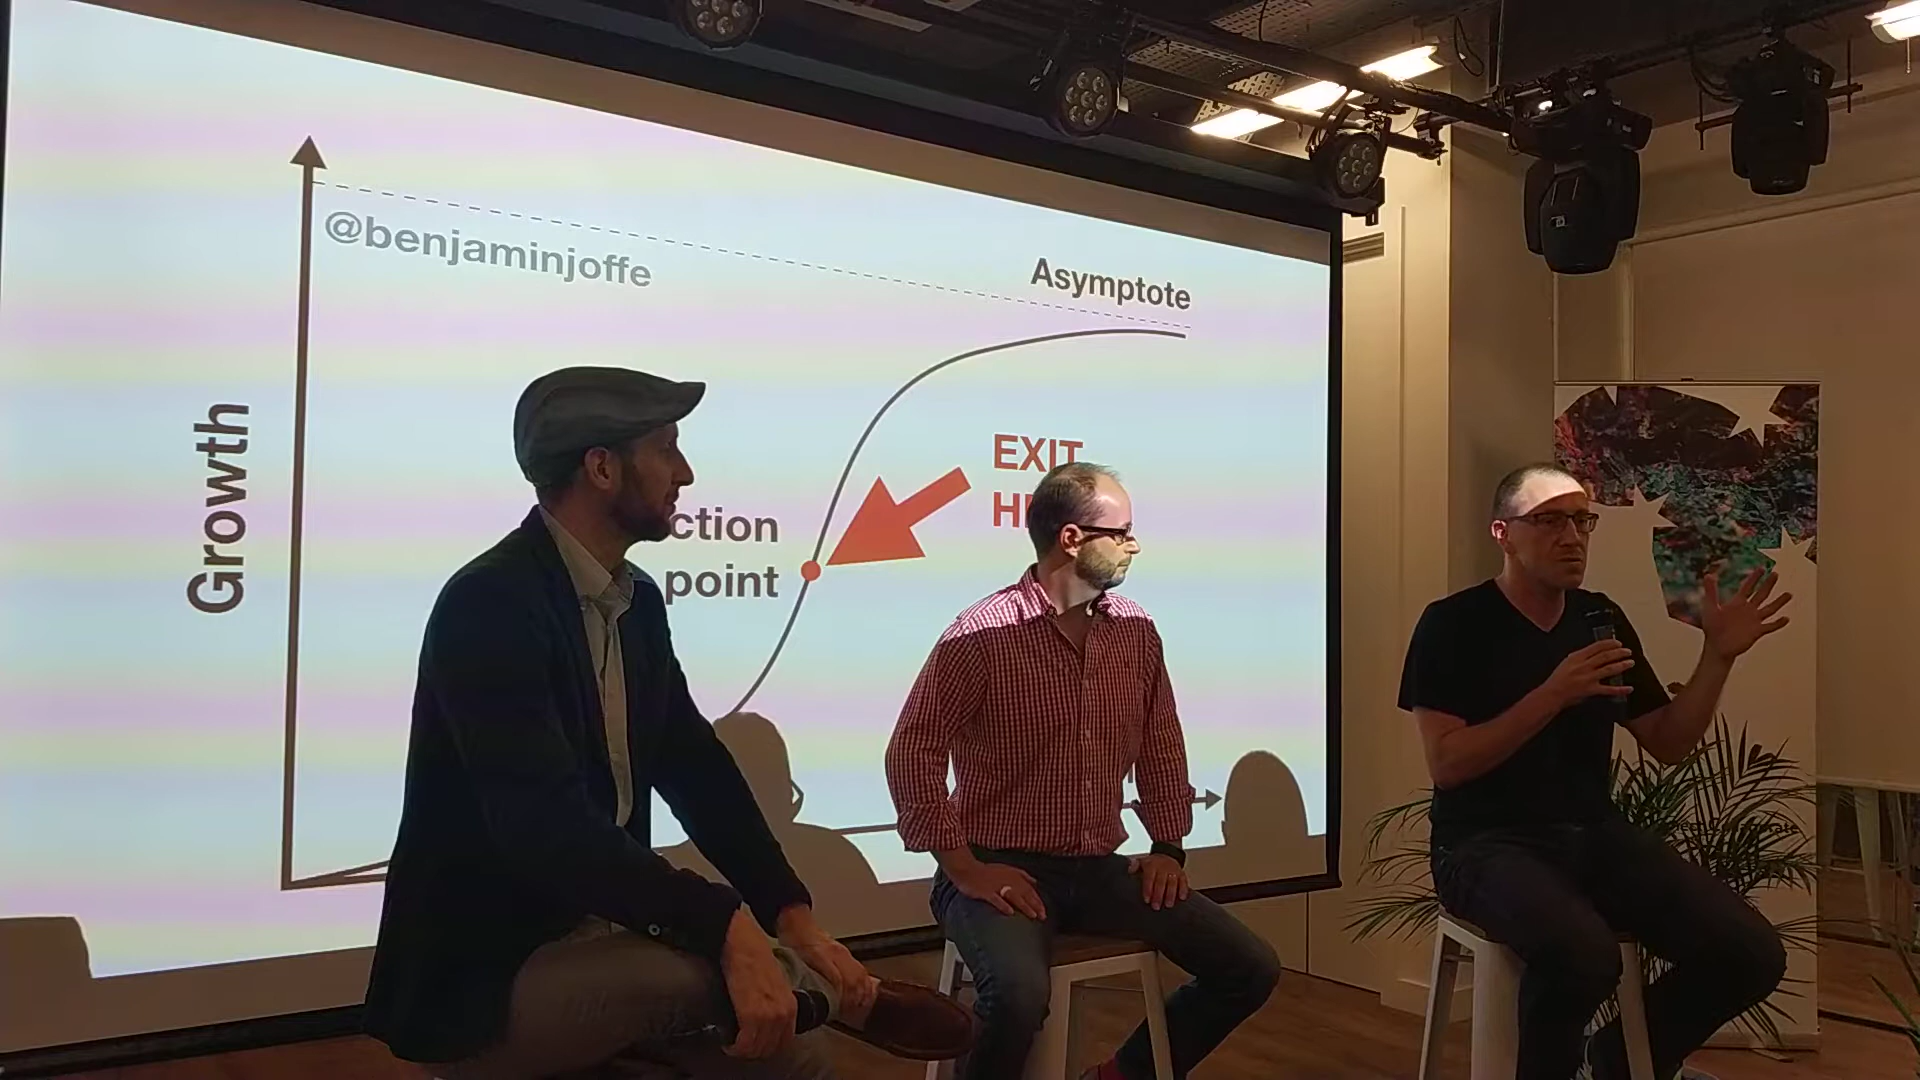 @benjaminjoffe
Asymptote
Growth
EXIT
ction
point